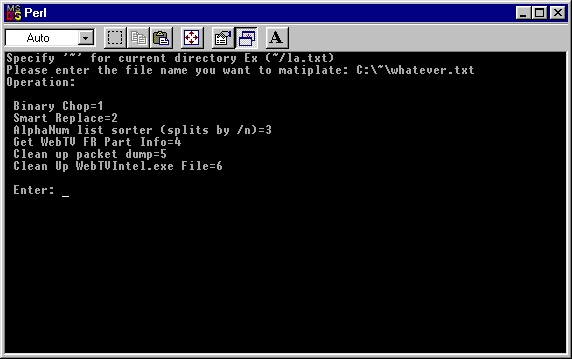 Perl
Auto
A
Specify '~' for current directory Ex (~/la.txt)
Please enter the file name you want to matiplate: C:\~\whatever.txt
Operation:
Binary Chop=1
Smart Replace=2
AlphaNum list sorter (splits by /n)=3
Get WebTV FR Part Info=4
Clean up packet dump=5
Clean Up WebTVIntel.exe File=6
Enter: _